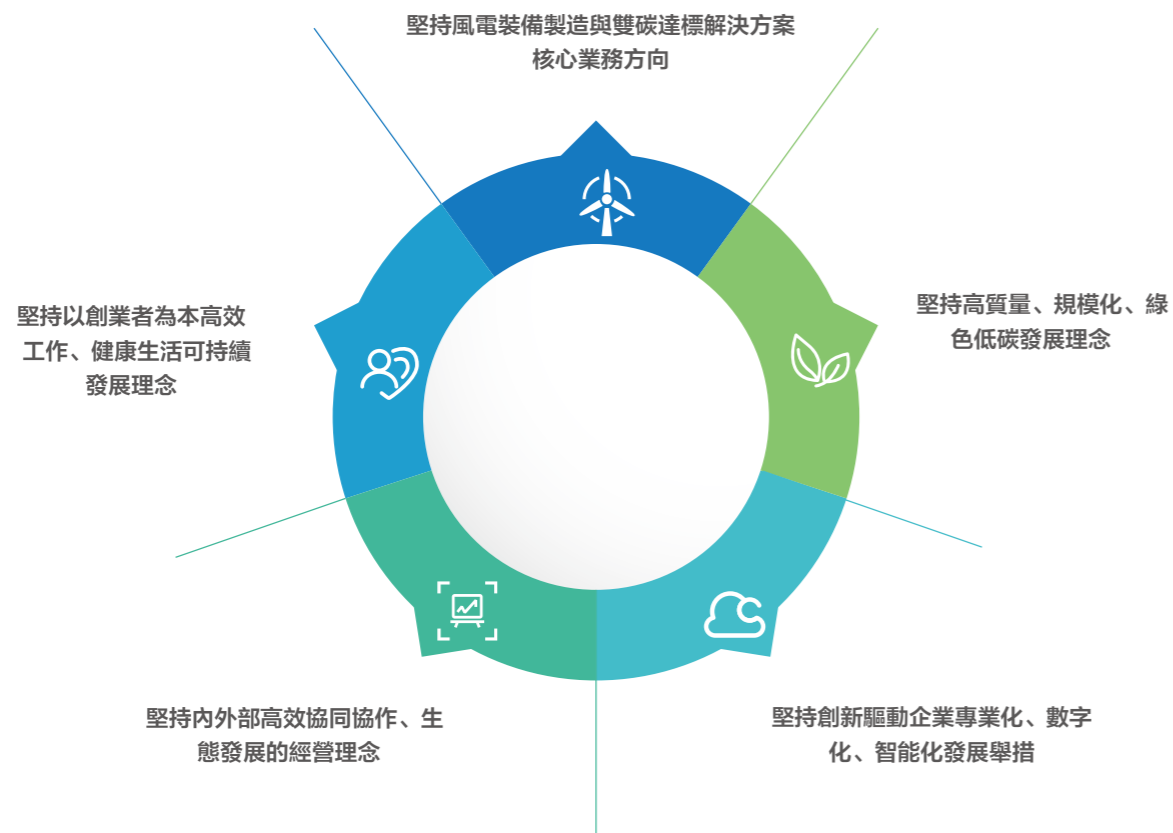 堅持風電裝備製造與雙碳達標解決方案
核心業務方向
堅持高質量、規模化、綠
色低碳發展理念
堅持創新驅動企業專業化、數字
化、智能化發展舉措
堅持內外部高效協同協作、生
態發展的經營理念
堅持以創業者為本高效
工作、健康生活可持續
發展理念